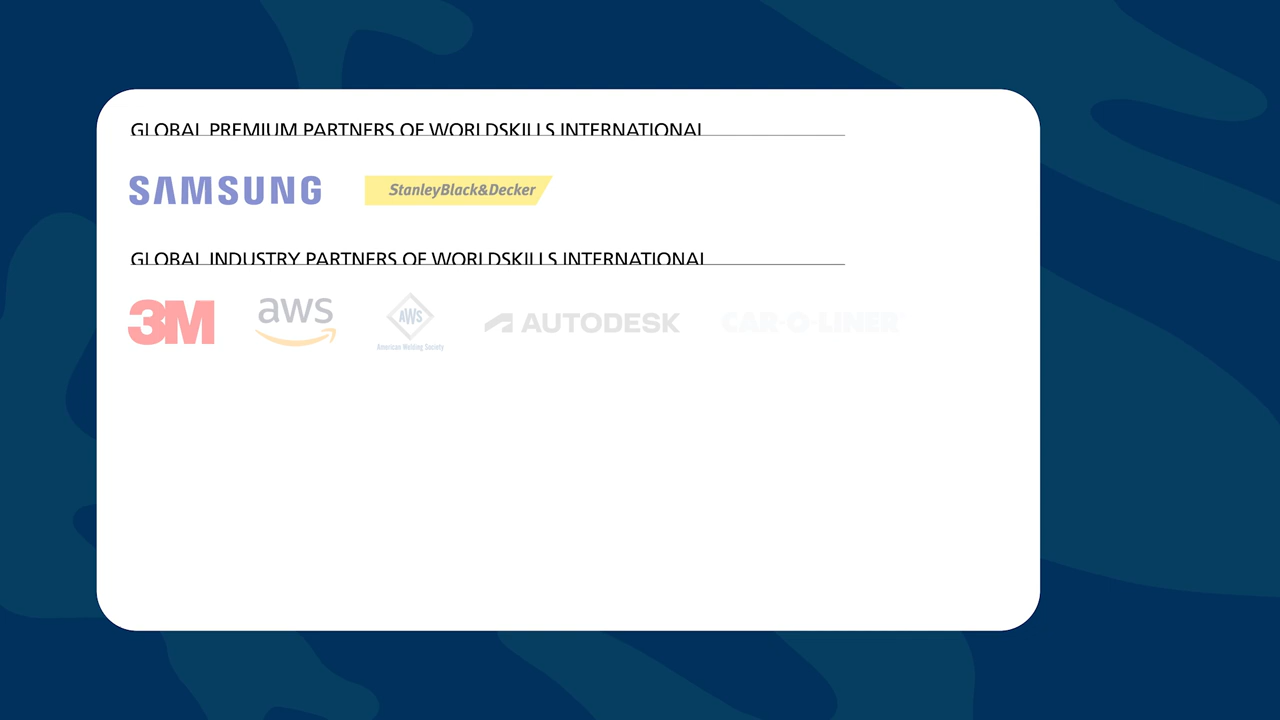 GLOBAL PREMIUM PARTNERS OF WORLDSKILLS INTERNATIONAL
SAMSUNG StanleyBlack&Decker
GLOBAL INDUSTRY PARTNERS OF WORLDSKILLS INTERNATIONAL
3M aws AWS AUTODESK CAR-O-LINER
American Welding Society